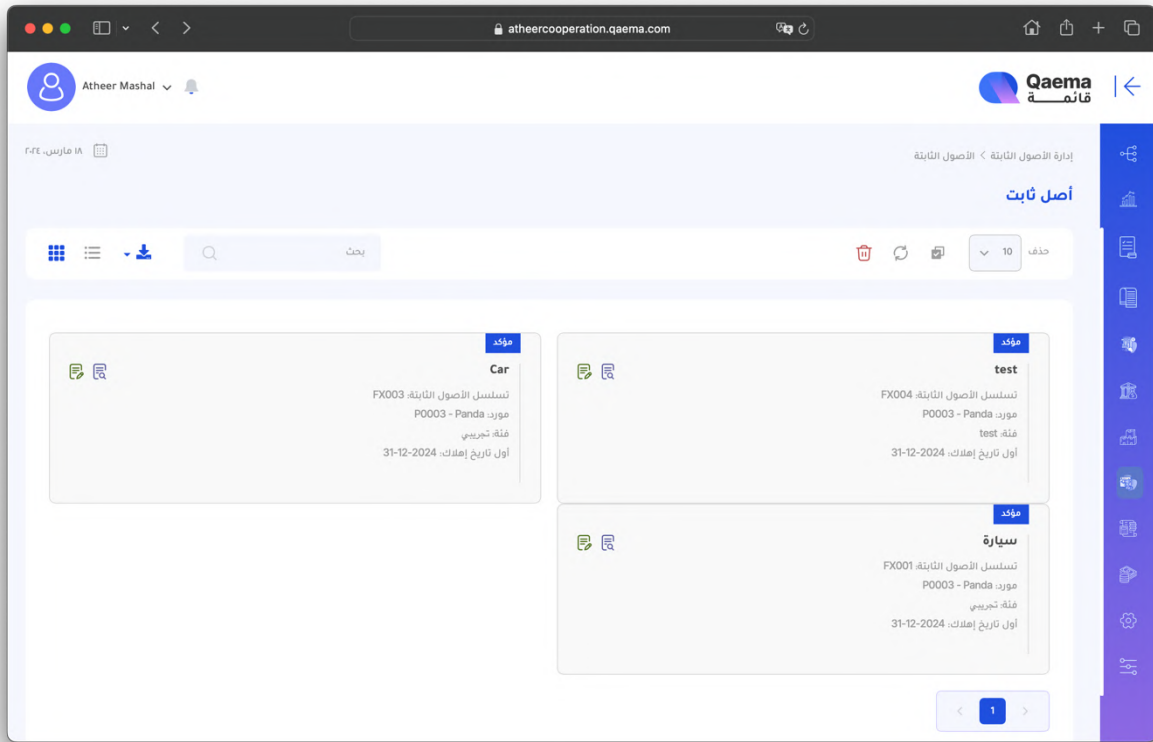 atheercooperation.qaema.com
Atheer Mashal
Qaema
قائمـــــة
إدارة الأصول الثابتة > الأصول الثابتة
١٨ مارس، ٢٠٢٤
أصل ثابت
حذف
10
بحث
مؤكد
test
تسلسل الأصول الثابتة: FX004
مورد: P0003 - Panda
فئة: test
أول تاريخ إهلاك: 2024-12-31
مؤكد
Car
تسلسل الأصول الثابتة: FX003
مورد: P0003 - Panda
فئة: تجريبي
أول تاريخ إهلاك: 2024-12-31
مؤكد
سيارة
تسلسل الأصول الثابتة: FX001
مورد: P0003 - Panda
فئة: تجريبي
أول تاريخ إهلاك: 2024-12-31
1